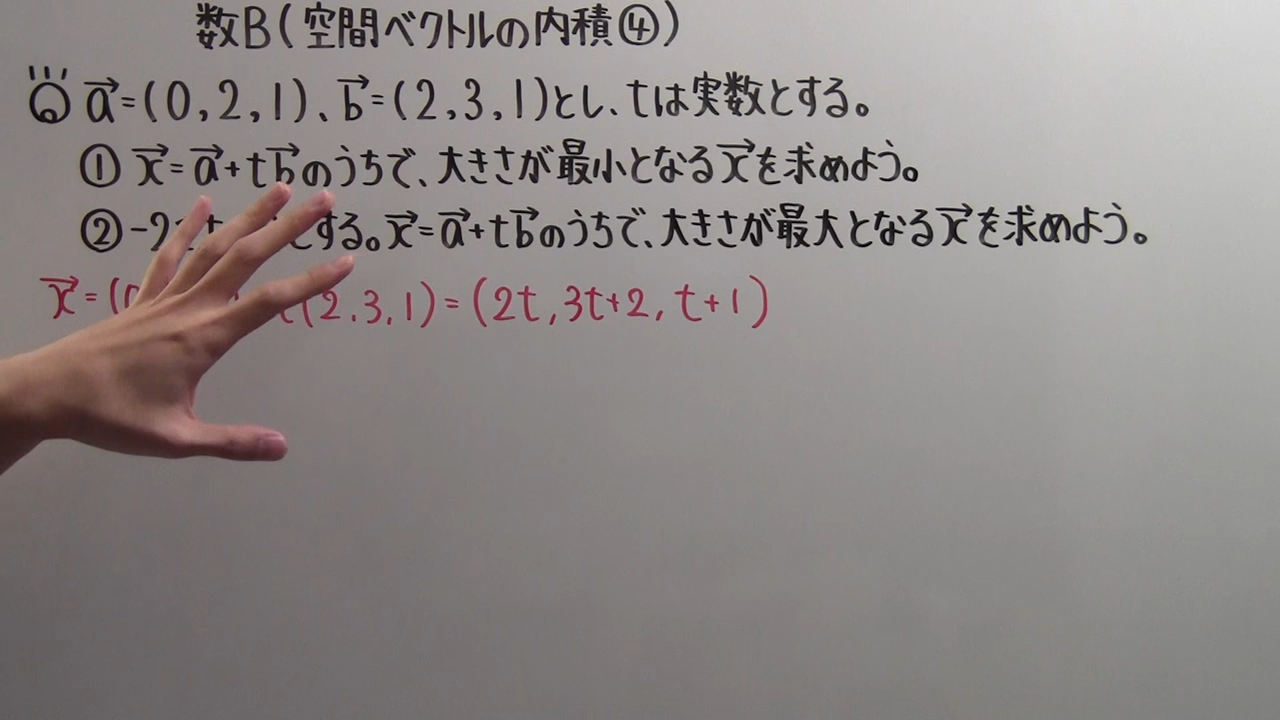 数B(空間ベクトルの内積④)
a→=(0,2,1)、b→=(2,3,1)とし、tは実数とする。
① x→=a→+tb→のうちで、大きさが最小となるx→を求めよう。
② -2≦t とする。x→=a→+tb→のうちで、大きさが最大となるx→を求めよう。
x→=(0 t(2.3,1)=(2t,3t+2,t+1)